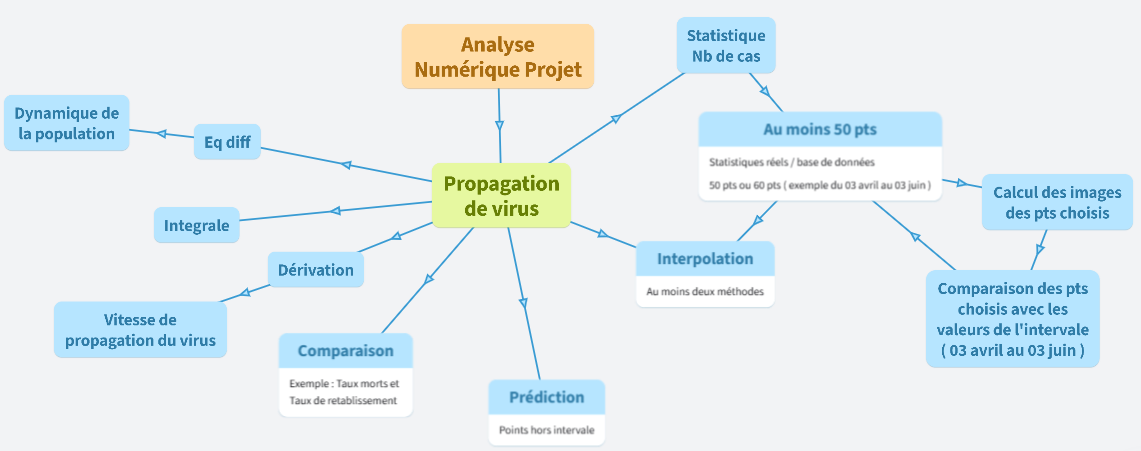 Analyse
Numérique Projet
Statistique
Nb de cas
Dynamique de
la population
Eq diff
Au moins 50 pts
Statistiques réels / base de données
50 pts ou 60 pts ( exemple du 03 avril au 03 juin )
Propagation
de virus
Calcul des images
des pts choisis
Integrale
Dérivation
Interpolation
Au moins deux méthodes
Comparaison des pts
choisis avec les
valeurs de l'intervale
( 03 avril au 03 juin )
Vitesse de
propagation du virus
Comparaison
Exemple : Taux morts et
Taux de retablissement
Prédiction
Points hors intervale